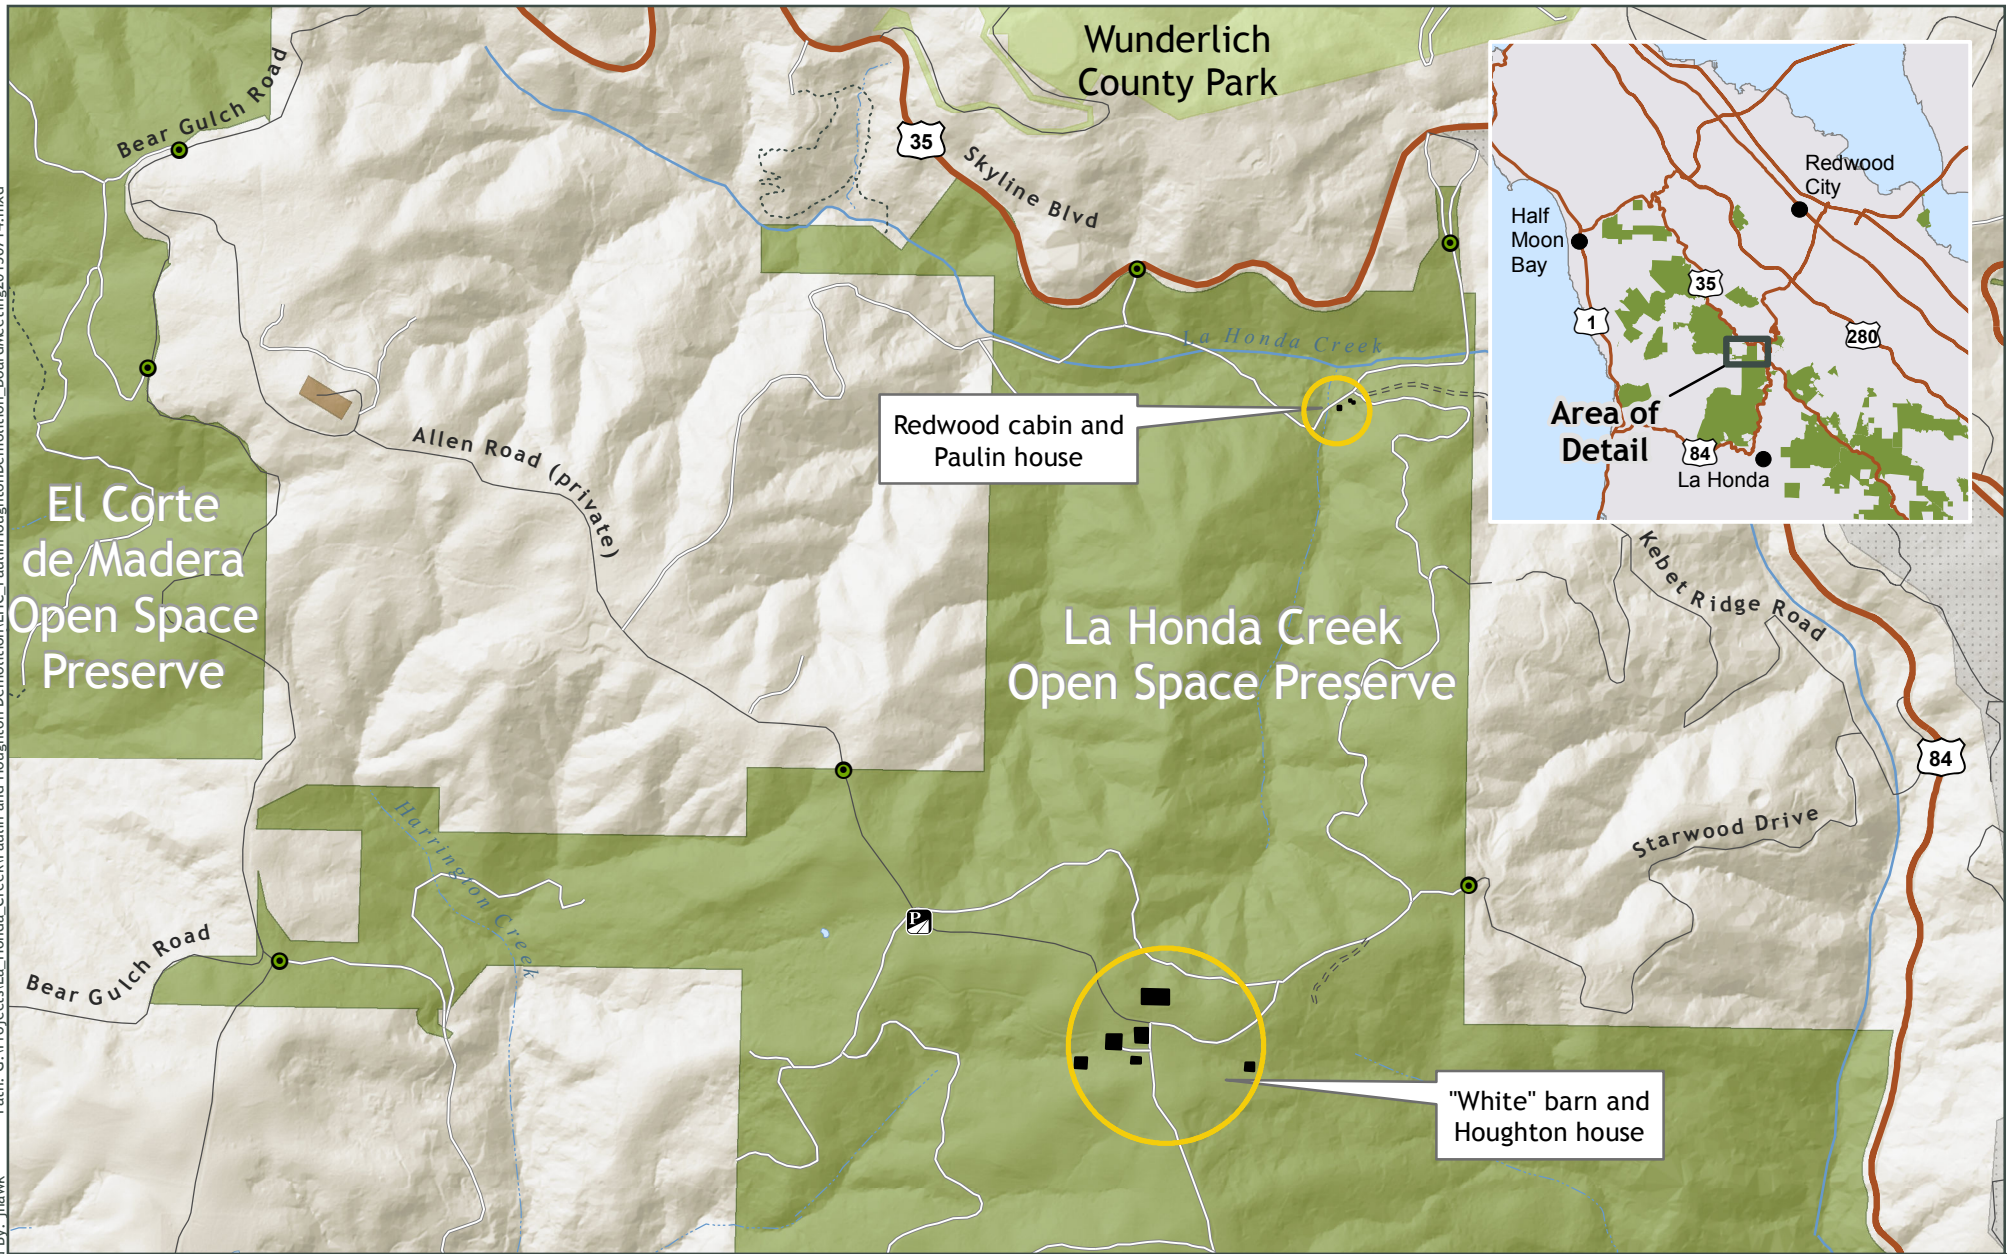 Wunderlich
County Park
Bear Gulch Road
35
Skyline Blvd
La Honda Creek
Redwood cabin and
Paulin house
Allen Road (private)
El Corte
de Madera
Open Space
Preserve
La Honda Creek
Open Space Preserve
Kebet Ridge Road
84
Starwood Drive
Harrington Creek
Bear Gulch Road
P
"White" barn and
Houghton house
Redwood
City
Half
Moon
Bay
35
1
280
Area of
Detail
84
La Honda